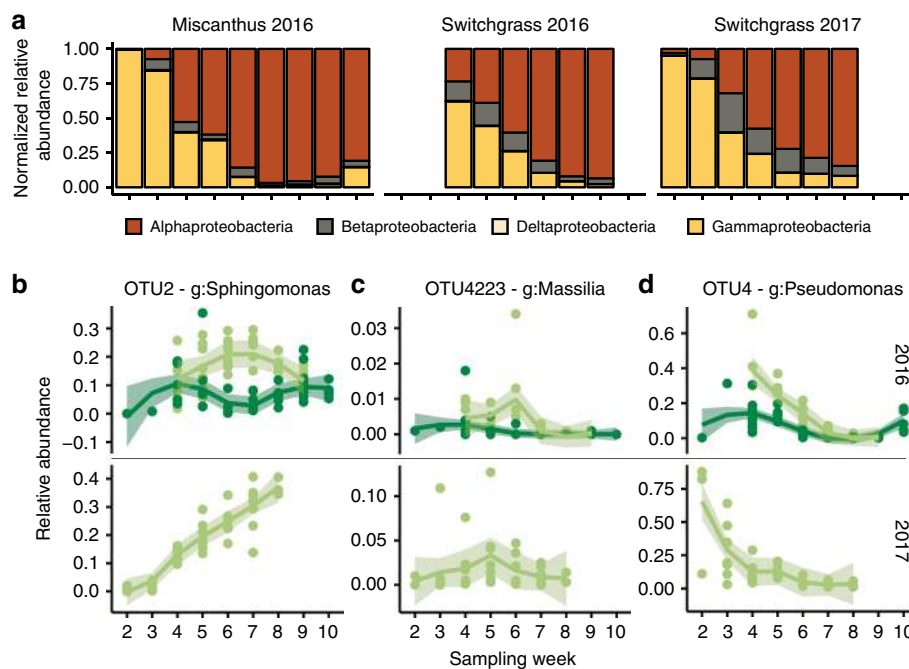 a
Miscanthus 2016
Switchgrass 2016
Switchgrass 2017
Normalized relative
abundance
1.00
0.75
0.50
0.25
0.00
Alphaproteobacteria
Betaproteobacteria
Deltaproteobacteria
Gammaproteobacteria
b
OTU2 - g:Sphingomonas
c
OTU4223 - g:Massilia
d
OTU4 - g:Pseudomonas
Relative abundance
0.3
0.2
0.1
0.0
−0.1
0.03
0.02
0.01
0.00
0.6
0.4
0.2
0.0
2016
0.4
0.3
0.2
0.1
0.0
0.10
0.05
0.00
0.75
0.50
0.25
0.00
2017
2 3 4 5 6 7 8 9 10
2 3 4 5 6 7 8 9 10
2 3 4 5 6 7 8 9 10
Sampling week